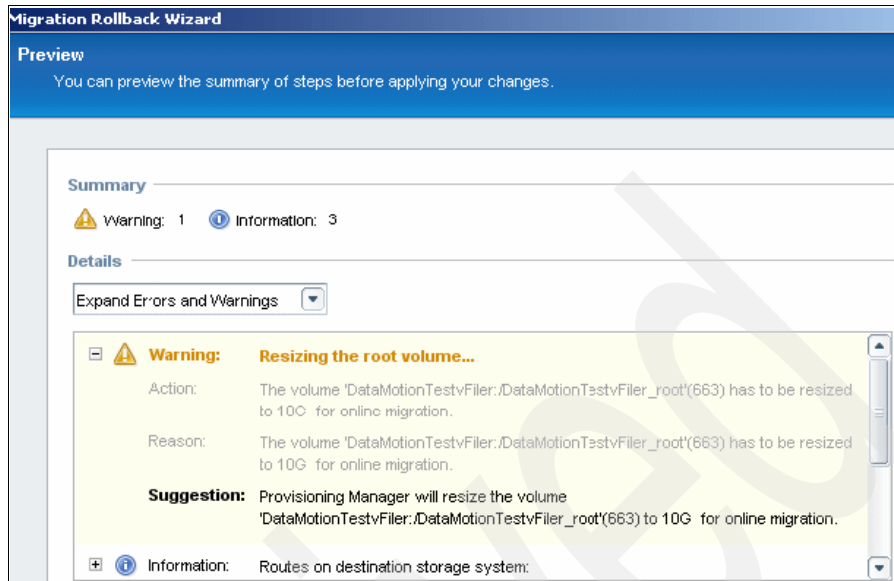 Migration Rollback Wizard
Preview
You can preview the summary of steps before applying your changes.
Summary
Warning: 1 Information: 3
Details
Expand Errors and Warnings
Warning: Resizing the root volume...
Action: The volume 'DataMotionTestvFiler:/DataMotionTestvFiler_root'(663) has to be resized
to 10G for online migration.
Reason: The volume 'DataMotionTestvFiler:/DataMotionTestvFiler_root'(663) has to be resized
to 10G for online migration.
Suggestion: Provisioning Manager will resize the volume
'DataMotionTestvFiler:/DataMotionTestvFiler_root'(663) to 10G for online migration.
Information: Routes on destination storage system: